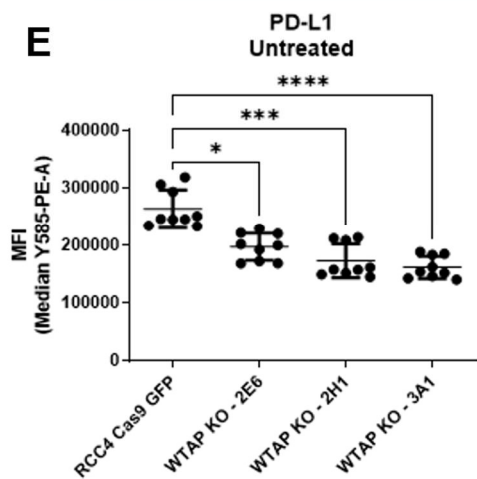 E
PD-L1
Untreated
****
***
*
400000
300000
200000
100000
0
MFI
(Median Y585-PE-A)
RCC4 Cas9 GFP
WTAP KO - 2E6
WTAP KO - 2H1
WTAP KO - 3A1